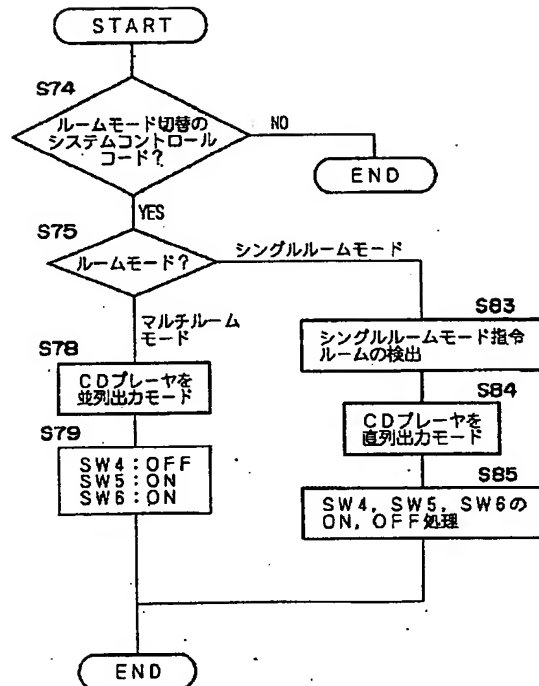 START
S74
ルームモード切替の
システムコントロール
コード?
NO
END
YES
S75
ルームモード?
シングルルームモード
マルチルーム
モード
S78
CDプレーヤを
並列出力モード
S79
SW4:OFF
SW5:ON
SW6:ON
S83
シングルルームモード指令
ルームの検出
S84
CDプレーヤを
直列出力モード
S85
SW4, SW5, SW6の
ON, OFF処理
END